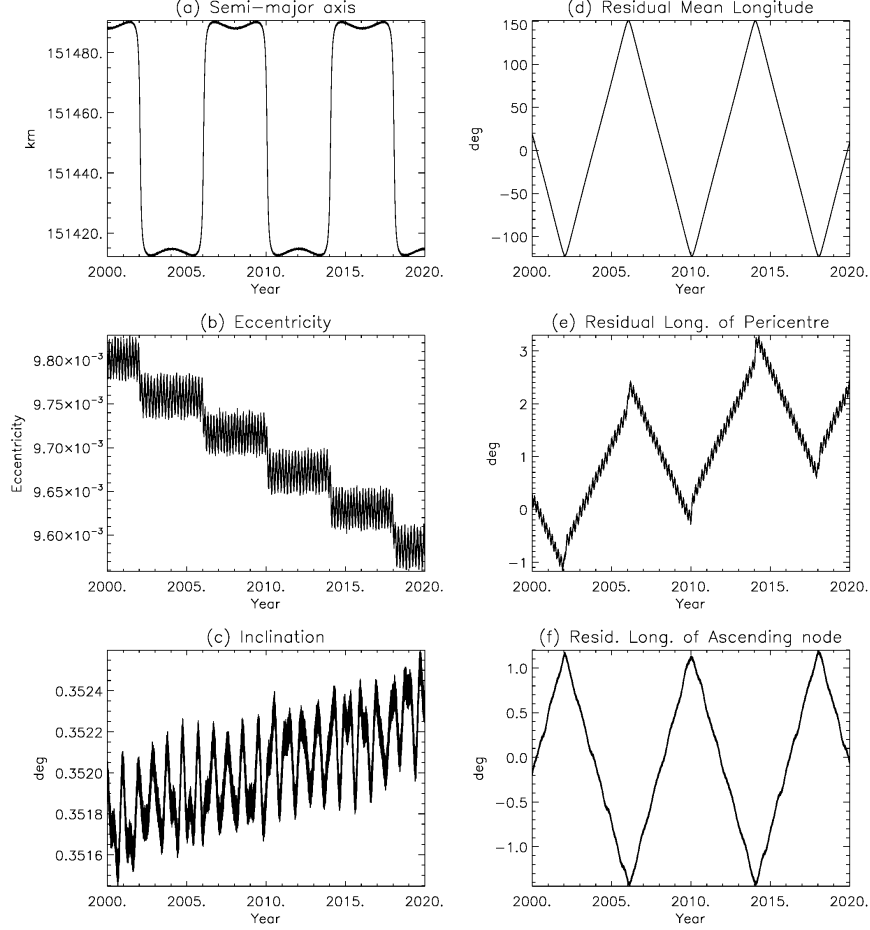 (a) Semi-major axis
151480.
151460.
151440.
151420.
km
2000. 2005. 2010. 2015. 2020.
Year
(d) Residual Mean Longitude
150
100
50
0
-50
-100
deg
2000. 2005. 2010. 2015. 2020.
Year
(b) Eccentricity
9.80×10⁻³
9.75×10⁻³
9.70×10⁻³
9.65×10⁻³
9.60×10⁻³
Eccentricity
2000. 2005. 2010. 2015. 2020.
Year
(e) Residual Long. of Pericentre
3
2
1
0
-1
deg
2000. 2005. 2010. 2015. 2020.
Year
(c) Inclination
0.3524
0.3522
0.3520
0.3518
0.3516
deg
2000. 2005. 2010. 2015. 2020.
Year
(f) Resid. Long. of Ascending node
1.0
0.5
0.0
-0.5
-1.0
deg
2000. 2005. 2010. 2015. 2020.
Year